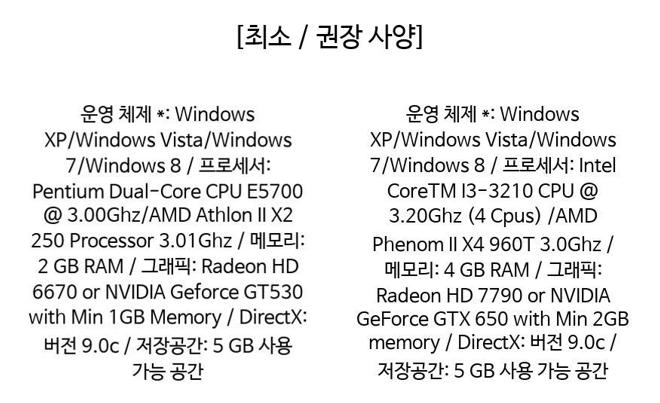 [최소 / 권장 사양]
운영 체제 *: Windows
XP/Windows Vista/Windows
7/Windows 8 / 프로세서:
Pentium Dual-Core CPU E5700
@ 3.00Ghz/AMD Athlon II X2
250 Processor 3.01Ghz / 메모리:
2 GB RAM / 그래픽: Radeon HD
6670 or NVIDIA Geforce GT530
with Min 1GB Memory / DirectX:
버전 9.0c / 저장공간: 5 GB 사용
가능 공간
운영 체제 *: Windows
XP/Windows Vista/Windows
7/Windows 8 / 프로세서: Intel
CoreTM I3-3210 CPU @
3.20Ghz (4 Cpus) /AMD
Phenom II X4 960T 3.0Ghz /
메모리: 4 GB RAM / 그래픽:
Radeon HD 7790 or NVIDIA
GeForce GTX 650 with Min 2GB
memory / DirectX: 버전 9.0c /
저장공간: 5 GB 사용 가능 공간